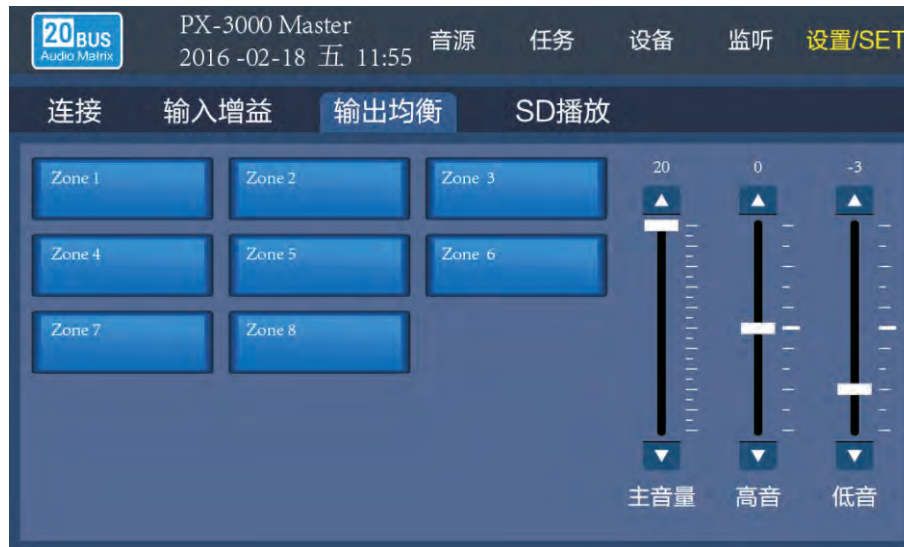 20 BUS
Audio Matrix
PX-3000 Master
2016 -02-18 五 11:55
音源 任务 设备 监听 设置/SET
连接 输入增益 输出均衡 SD播放
Zone 1 Zone 2 Zone 3
Zone 4 Zone 5 Zone 6
Zone 7 Zone 8
20 0 -3
主音量 高音 低音